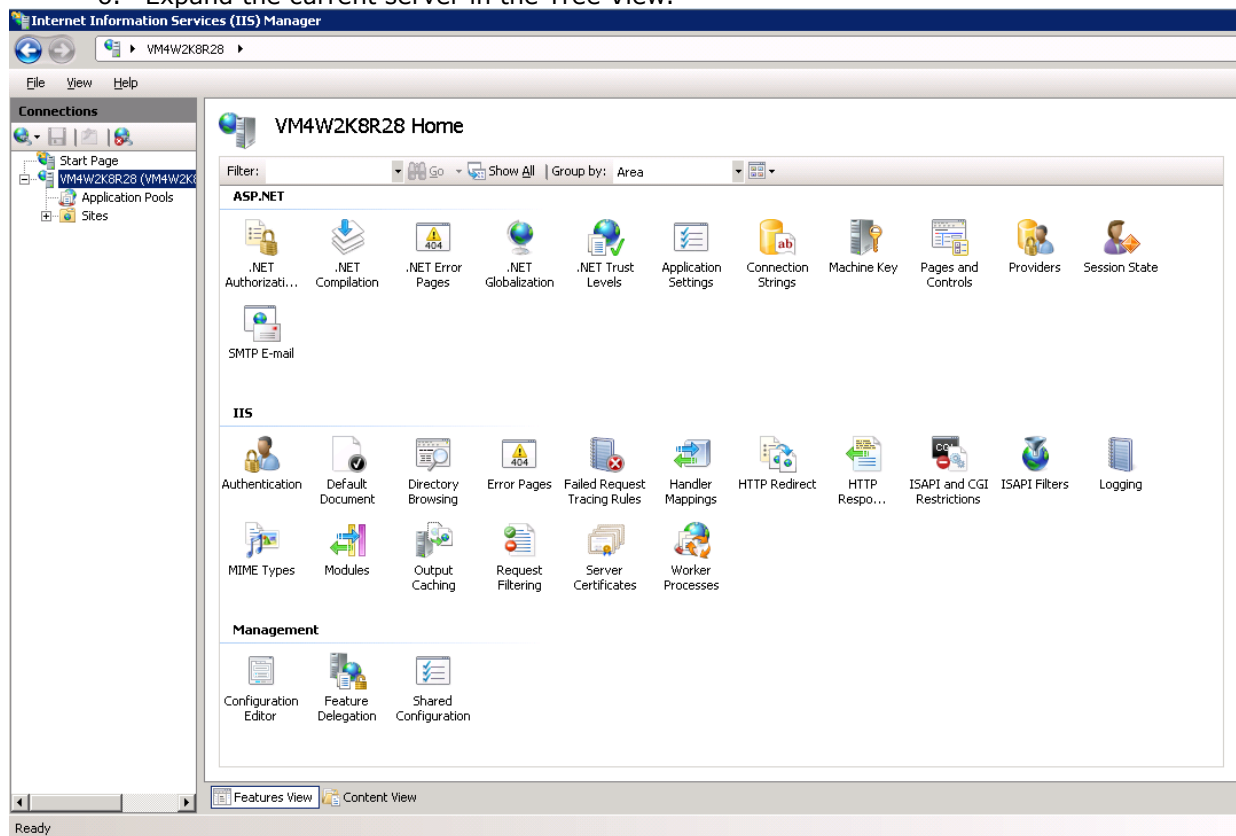 6. Expand the current server in the Tree View.
Internet Information Services (IIS) Manager
VM4W2K8R28
File View Help
Connections
Start Page
VM4W2K8R28 (VM4W2K8
Application Pools
Sites
VM4W2K8R28 Home
Filter: Go Show All Group by: Area
ASP.NET
.NET Authorizati...
.NET Compilation
.NET Error Pages
.NET Globalization
.NET Trust Levels
Application Settings
Connection Strings
Machine Key
Pages and Controls
Providers
Session State
SMTP E-mail
IIS
Authentication
Default Document
Directory Browsing
Error Pages
Failed Request Tracing Rules
Handler Mappings
HTTP Redirect
HTTP Respo...
ISAPI and CGI Restrictions
ISAPI Filters
Logging
MIME Types
Modules
Output Caching
Request Filtering
Server Certificates
Worker Processes
Management
Configuration Editor
Feature Delegation
Shared Configuration
Features View Content View
Ready